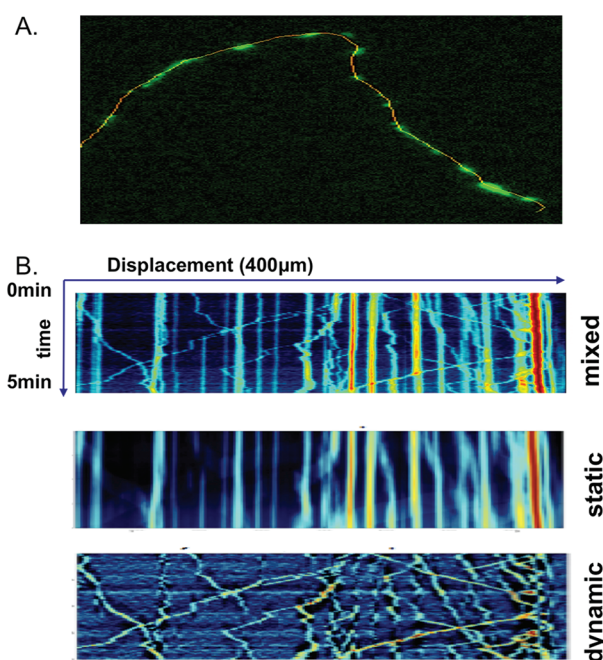 A.
B.
Displacement (400µm)
0min
time
5min
mixed
static
dynamic